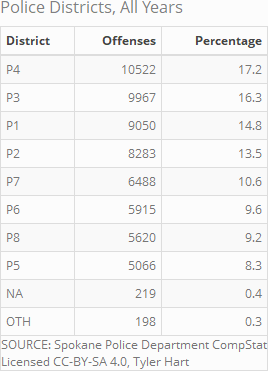 Police Districts, All Years
District Offenses Percentage
P4 10522 17.2
P3 9967 16.3
P1 9050 14.8
P2 8283 13.5
P7 6488 10.6
P6 5915 9.6
P8 5620 9.2
P5 5066 8.3
NA 219 0.4
OTH 198 0.3
SOURCE: Spokane Police Department CompStat
Licensed CC-BY-SA 4.0, Tyler Hart